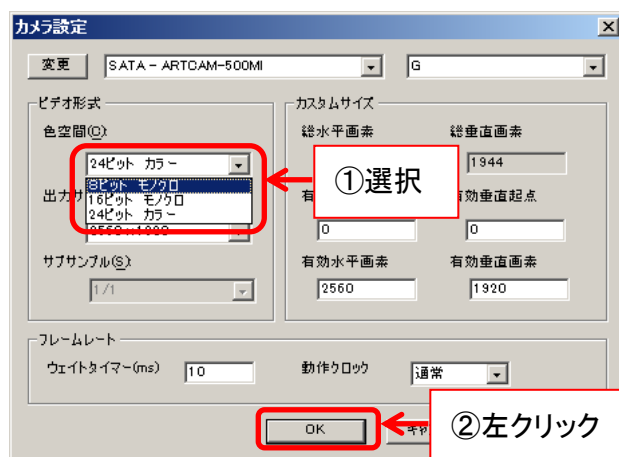 カメラ設定
変更 SATA - ARTCAM-500MI G
ビデオ形式
色空間(C):
24ビット カラー
8ビット モノクロ
16ビット モノクロ
24ビット カラー
出力サ
サブサンプル(S):
1/1
カスタムサイズ
総水平画素 総垂直画素
1944
有 有効垂直起点
0 0
有効水平画素 有効垂直画素
2560 1920
①選択
フレームレート
ウェイトタイマー(ms) 10 動作クロック 通常
OK キャ
②左クリック